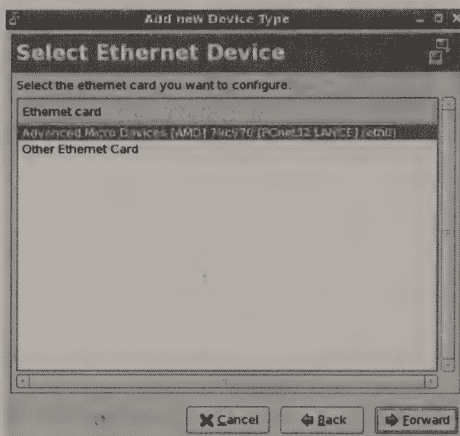 Add new Device Type
Select Ethernet Device
Select the ethernet card you want to configure.
Ethernet card
Advanced Micro Devices [AMD] 79c970 [PCnet32 LANCE] (eth0)
Other Ethernet Card
Cancel
Back
Forward